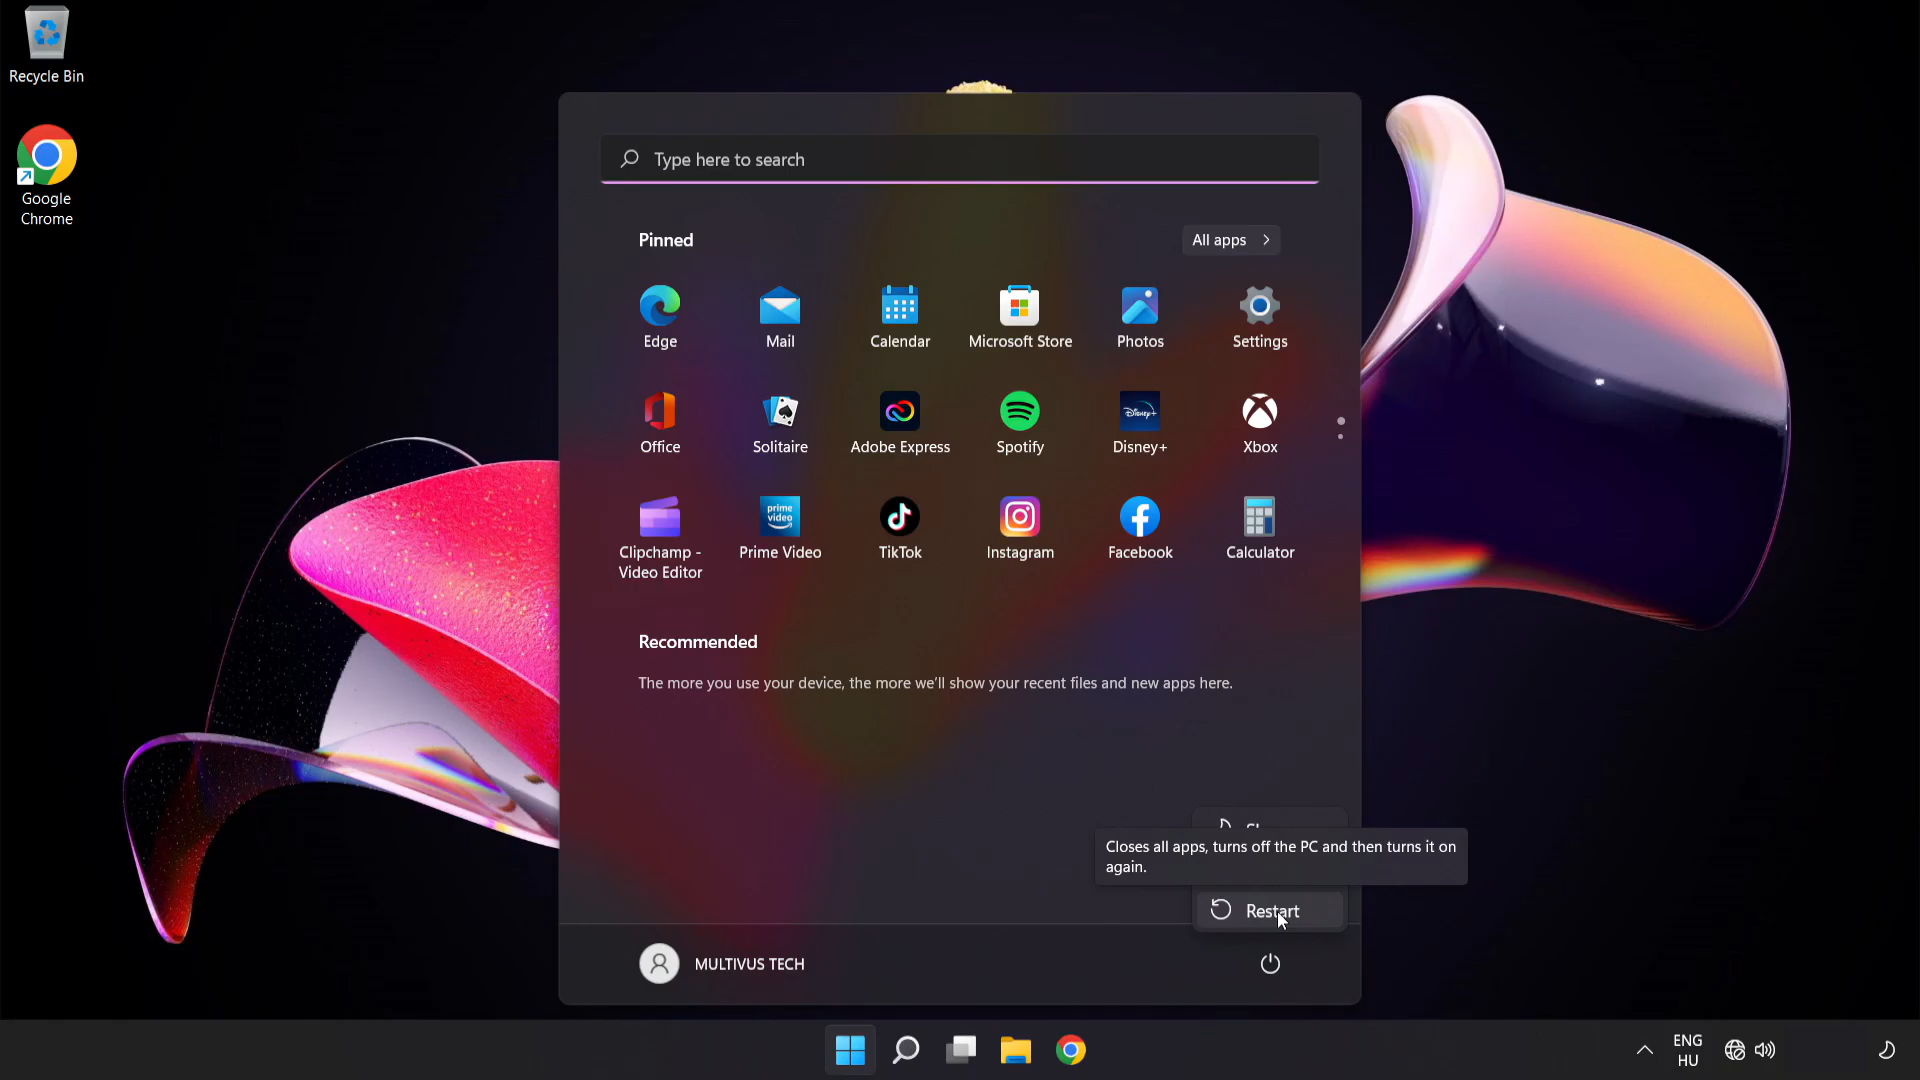 Recycle Bin
Google
Chrome
Type here to search
Pinned
All apps
Edge
Mail
Calendar
Microsoft Store
Photos
Settings
Office
Solitaire
Adobe Express
Spotify
Disney+
Disney+
Xbox
prime
video
Clipchamp -
Video Editor
Prime Video
TikTok
Instagram
Facebook
Calculator
Recommended
The more you use your device, the more we'll show your recent files and new apps here.
Closes all apps, turns off the PC and then turns it on
again.
Restart
MULTIVUS TECH
ENG
HU